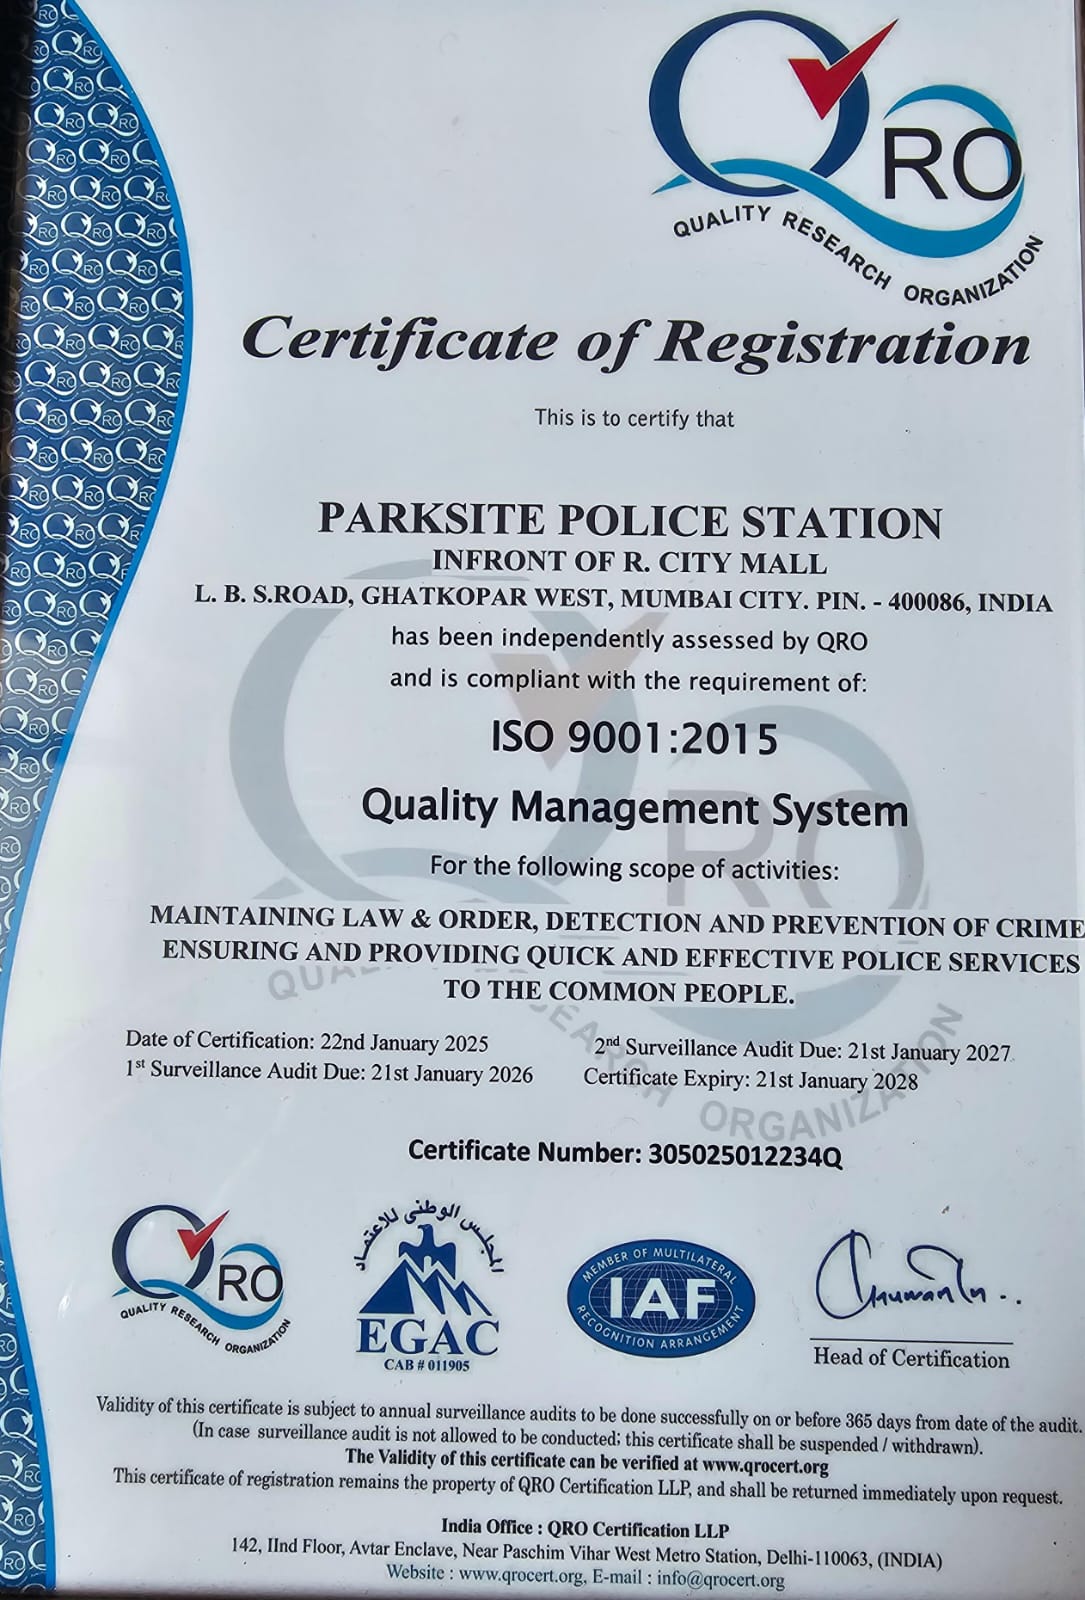 QRO
QUALITY RESEARCH ORGANIZATION
Certificate of Registration
This is to certify that
PARKSITE POLICE STATION
INFRONT OF R. CITY MALL
L. B. S.ROAD, GHATKOPAR WEST, MUMBAI CITY. PIN. - 400086, INDIA
has been independently assessed by QRO
and is compliant with the requirement of:
ISO 9001:2015
Quality Management System
For the following scope of activities:
MAINTAINING LAW & ORDER, DETECTION AND PREVENTION OF CRIME
ENSURING AND PROVIDING QUICK AND EFFECTIVE POLICE SERVICES
TO THE COMMON PEOPLE.
Date of Certification: 22nd January 2025
2nd Surveillance Audit Due: 21st January 2027
1st Surveillance Audit Due: 21st January 2026
Certificate Expiry: 21st January 2028
Certificate Number: 305025012234Q
QRO
QUALITY RESEARCH ORGANIZATION
المجلس الوطنى للاعتماد
EGAC
CAB # 011905
MEMBER OF MULTILATERAL
IAF
RECOGNITION ARRANGEMENT
Head of Certification
Validity of this certificate is subject to annual surveillance audits to be done successfully on or before 365 days from date of the audit.
(In case surveillance audit is not allowed to be conducted; this certificate shall be suspended / withdrawn).
The Validity of this certificate can be verified at www.qrocert.org
This certificate of registration remains the property of QRO Certification LLP, and shall be returned immediately upon request.
India Office : QRO Certification LLP
142, IInd Floor, Avtar Enclave, Near Paschim Vihar West Metro Station, Delhi-110063, (INDIA)
Website : www.qrocert.org, E-mail : info@qrocert.org